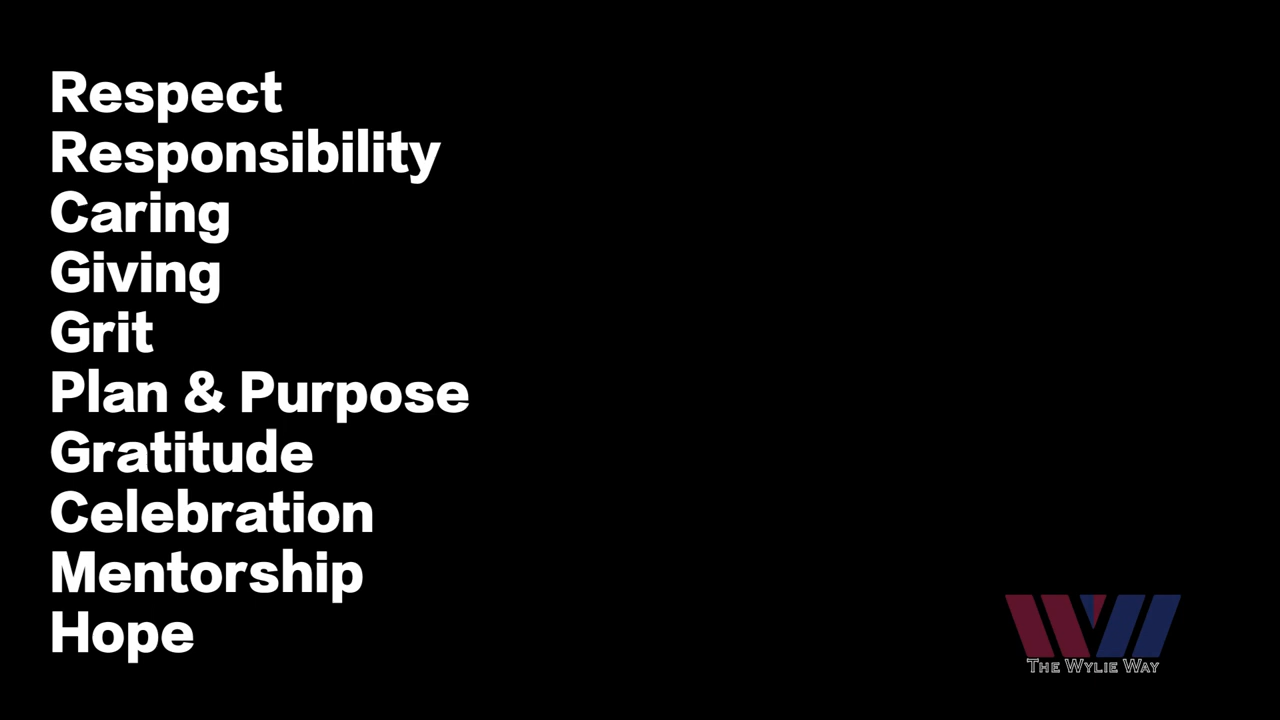 Respect
Responsibility
Caring
Giving
Grit
Plan & Purpose
Gratitude
Celebration
Mentorship
Hope
The Wylie Way